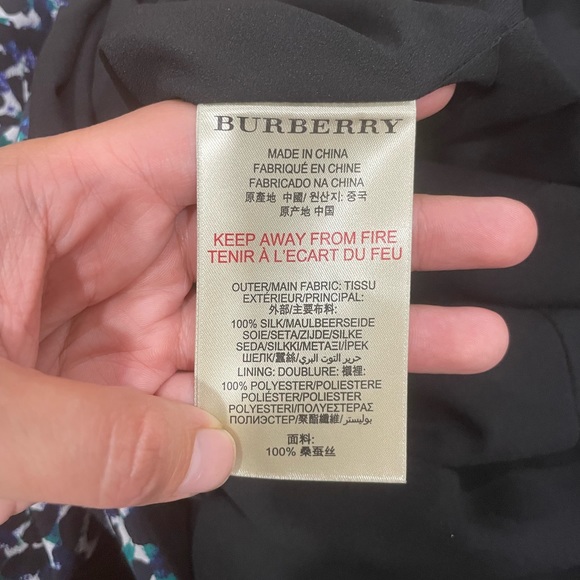 BURBERRY
MADE IN CHINA
FABRIQUÉ EN CHINE
FABRICADO NA CHINA
原產地 中國/ 원산지: 중국
原产地 中国
KEEP AWAY FROM FIRE
TENIR À L'ECART DU FEU
OUTER/MAIN FABRIC: TISSU
EXTÉRIEUR/PRINCIPAL:
外部/主要布料:
100% SILK/MAULBEERSEIDE
SOIE/SETA/ZIJDE/SILKE
SEDA/SILKKI/ΜΕΤΑΞΙ/İPEK
ШЕЛК/蠶絲/حرير التوت البري
LINING: DOUBLURE: 襯裡:
100% POLYESTER/POLIESTERE
POLIÉSTER/POLIESTER
POLYESTERI/ΠΟΛΥΕΣΤΕΡΑΣ
ПОЛИЭСТЕР/聚酯纖維/بوليستر
面料:
100% 桑蚕丝